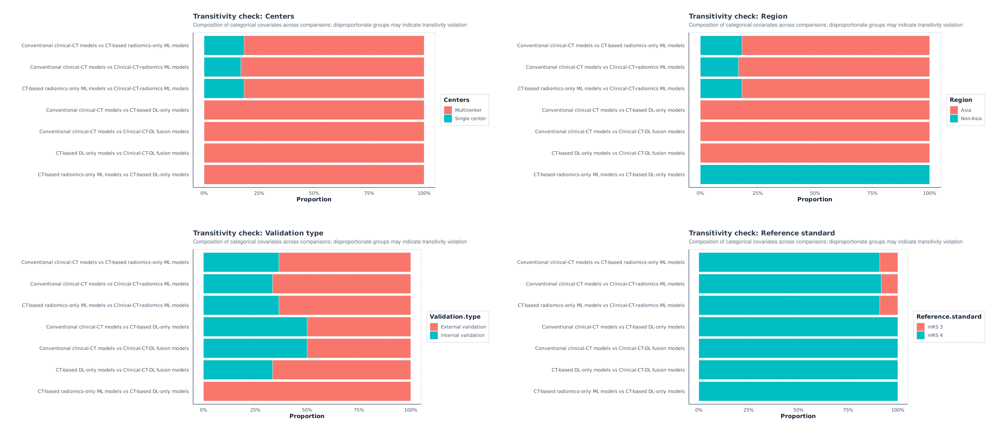 Transitivity check: Centers
Composition of categorical covariates across comparisons; disproportionate groups may indicate transitivity violation
Conventional clinical-CT models vs CT-based radiomics-only ML models
Conventional clinical-CT models vs Clinical-CT-radiomics ML models
CT-based radiomics-only ML models vs Clinical-CT-radiomics ML models
Conventional clinical-CT models vs CT-based DL-only models
Conventional clinical-CT models vs Clinical-CT-DL fusion models
CT-based DL-only models vs Clinical-CT-DL fusion models
CT-based radiomics-only ML models vs CT-based DL-only models
0% 25% 50% 75% 100%
Proportion
Centers
Multicenter
Single center
Transitivity check: Region
Composition of categorical covariates across comparisons; disproportionate groups may indicate transitivity violation
Conventional clinical-CT models vs CT-based radiomics-only ML models
Conventional clinical-CT models vs Clinical-CT-radiomics ML models
CT-based radiomics-only ML models vs Clinical-CT-radiomics ML models
Conventional clinical-CT models vs CT-based DL-only models
Conventional clinical-CT models vs Clinical-CT-DL fusion models
CT-based DL-only models vs Clinical-CT-DL fusion models
CT-based radiomics-only ML models vs CT-based DL-only models
0% 25% 50% 75% 100%
Proportion
Region
Asia
Non-Asia
Transitivity check: Validation type
Composition of categorical covariates across comparisons; disproportionate groups may indicate transitivity violation
Conventional clinical-CT models vs CT-based radiomics-only ML models
Conventional clinical-CT models vs Clinical-CT-radiomics ML models
CT-based radiomics-only ML models vs Clinical-CT-radiomics ML models
Conventional clinical-CT models vs CT-based DL-only models
Conventional clinical-CT models vs Clinical-CT-DL fusion models
CT-based DL-only models vs Clinical-CT-DL fusion models
CT-based radiomics-only ML models vs CT-based DL-only models
0% 25% 50% 75% 100%
Proportion
Validation.type
External validation
Internal validation
Transitivity check: Reference standard
Composition of categorical covariates across comparisons; disproportionate groups may indicate transitivity violation
Conventional clinical-CT models vs CT-based radiomics-only ML models
Conventional clinical-CT models vs Clinical-CT-radiomics ML models
CT-based radiomics-only ML models vs Clinical-CT-radiomics ML models
Conventional clinical-CT models vs CT-based DL-only models
Conventional clinical-CT models vs Clinical-CT-DL fusion models
CT-based DL-only models vs Clinical-CT-DL fusion models
CT-based radiomics-only ML models vs CT-based DL-only models
0% 25% 50% 75% 100%
Proportion
Reference.standard
mRS 3
mRS 4